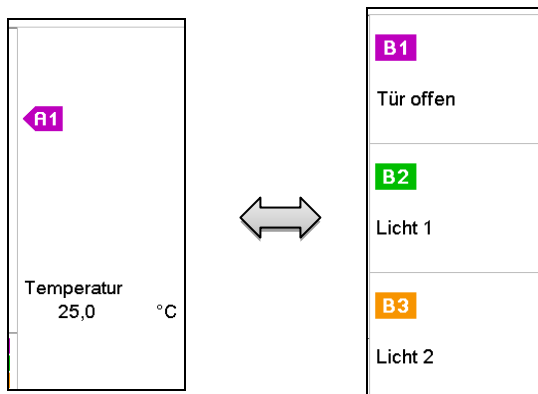 A1
Temperatur
25,0 °C
B1
Tür offen
B2
Licht 1
B3
Licht 2